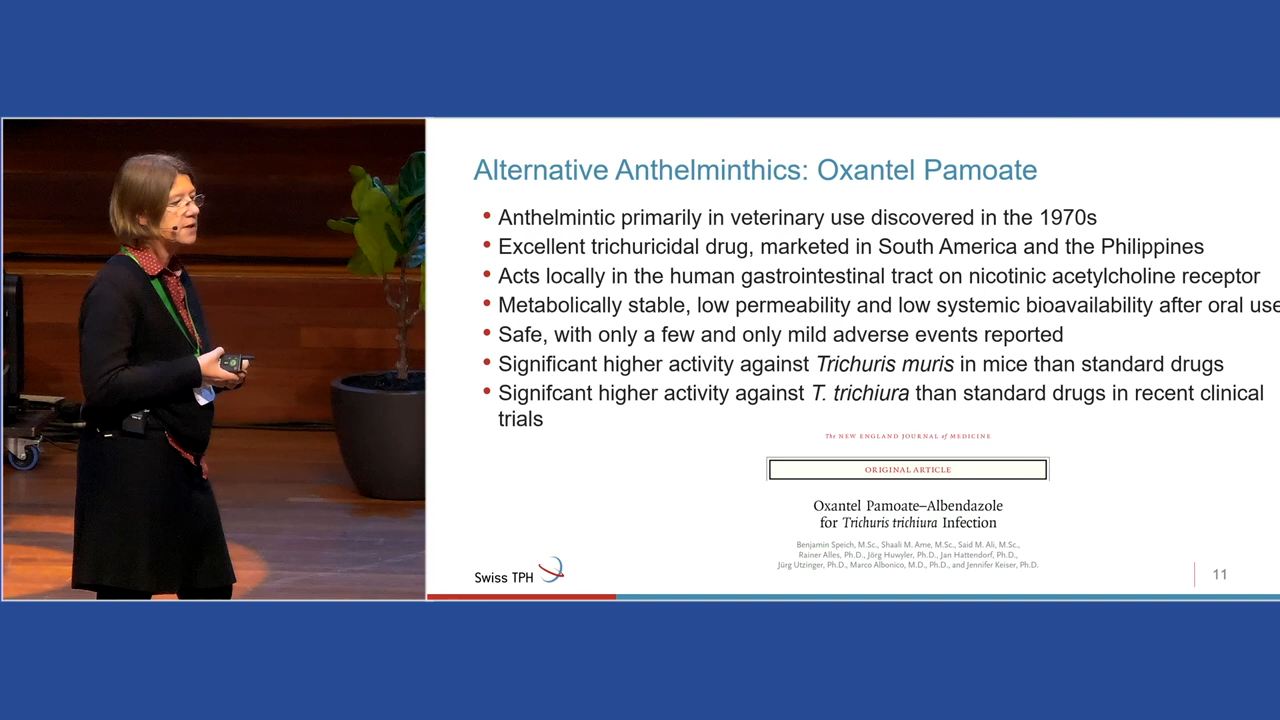 Alternative Anthelminthics: Oxantel Pamoate
• Anthelmintic primarily in veterinary use discovered in the 1970s
• Excellent trichuricidal drug, marketed in South America and the Philippines
• Acts locally in the human gastrointestinal tract on nicotinic acetylcholine receptor
• Metabolically stable, low permeability and low systemic bioavailability after oral use
• Safe, with only a few and only mild adverse events reported
• Significant higher activity against Trichuris muris in mice than standard drugs
• Signifcant higher activity against T. trichiura than standard drugs in recent clinical
trials
The NEW ENGLAND JOURNAL of MEDICINE
ORIGINAL ARTICLE
Oxantel Pamoate–Albendazole
for Trichuris trichiura Infection
Benjamin Speich, M.Sc., Shaali M. Ame, M.Sc., Said M. Ali, M.Sc.,
Rainer Alles, Ph.D., Jörg Huwyler, Ph.D., Jan Hattendorf, Ph.D.,
Jürg Utzinger, Ph.D., Marco Albonico, M.D., Ph.D., and Jennifer Keiser, Ph.D.
Swiss TPH
11